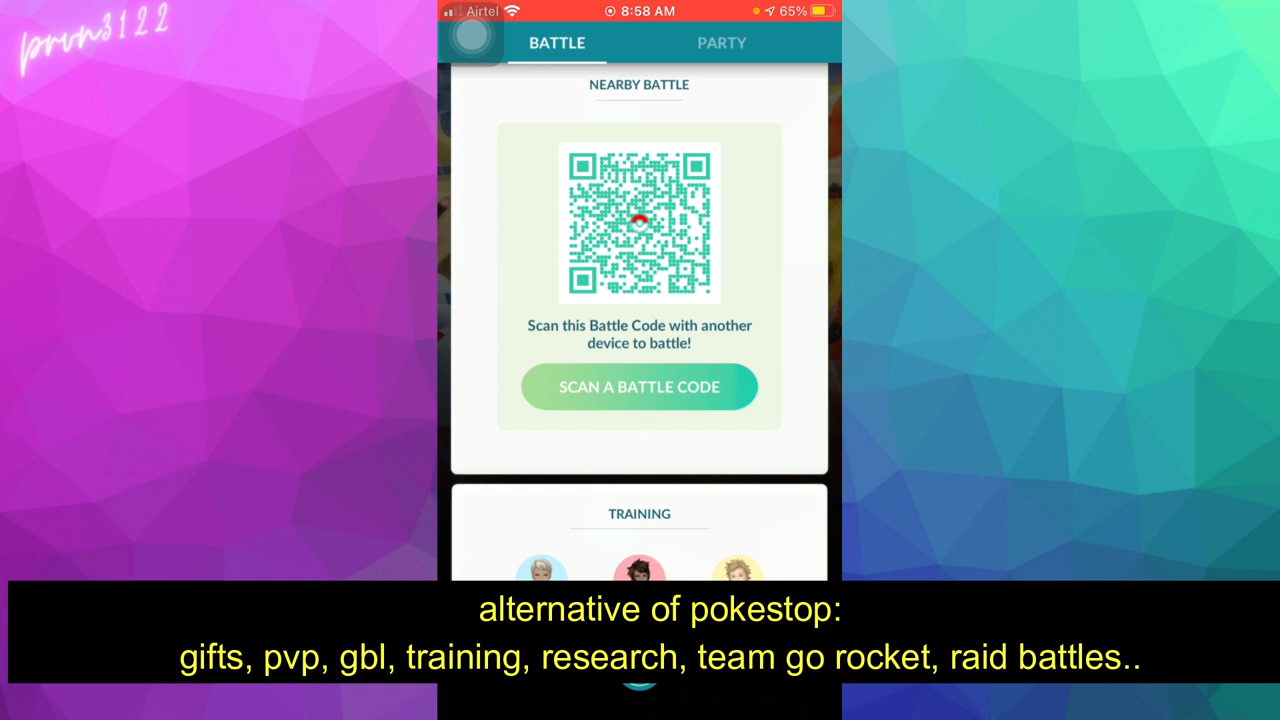 prvn3122
Airtel 8:58 AM 65%
BATTLE PARTY
NEARBY BATTLE
Scan this Battle Code with another
device to battle!
SCAN A BATTLE CODE
TRAINING
alternative of pokestop:
gifts, pvp, gbl, training, research, team go rocket, raid battles..